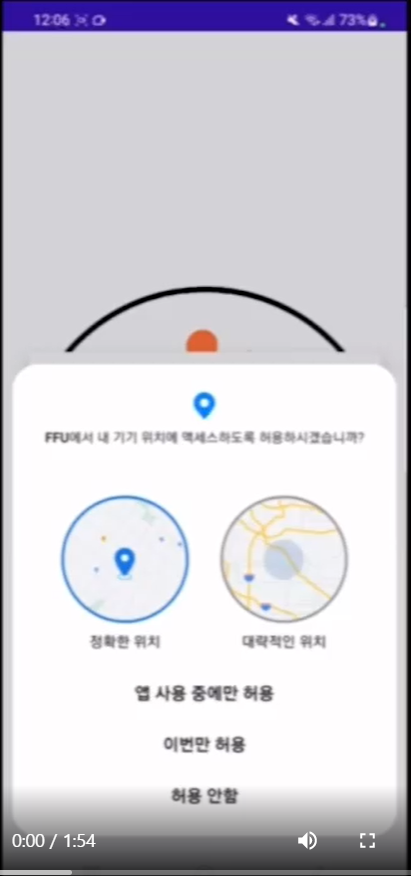 12:06
73%
FFU에서 내 기기 위치에 액세스하도록 허용하시겠습니까?
정확한 위치
대략적인 위치
앱 사용 중에만 허용
이번만 허용
허용 안함
0:00 / 1:54